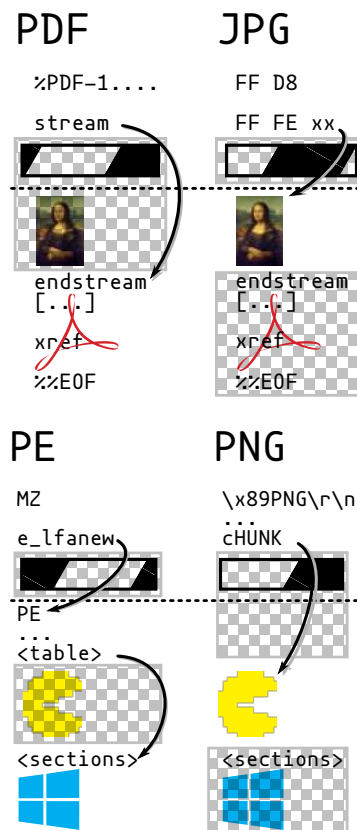 PDF
%PDF-1....
stream
endstream
[...]
xref
%%EOF
JPG
FF D8
FF FE xx
endstream
[...]
xref
%%EOF
PE
MZ
e_lfanew
PE
...
<table>
<sections>
PNG
\x89PNG\r\n
...
cHUNK
<sections>